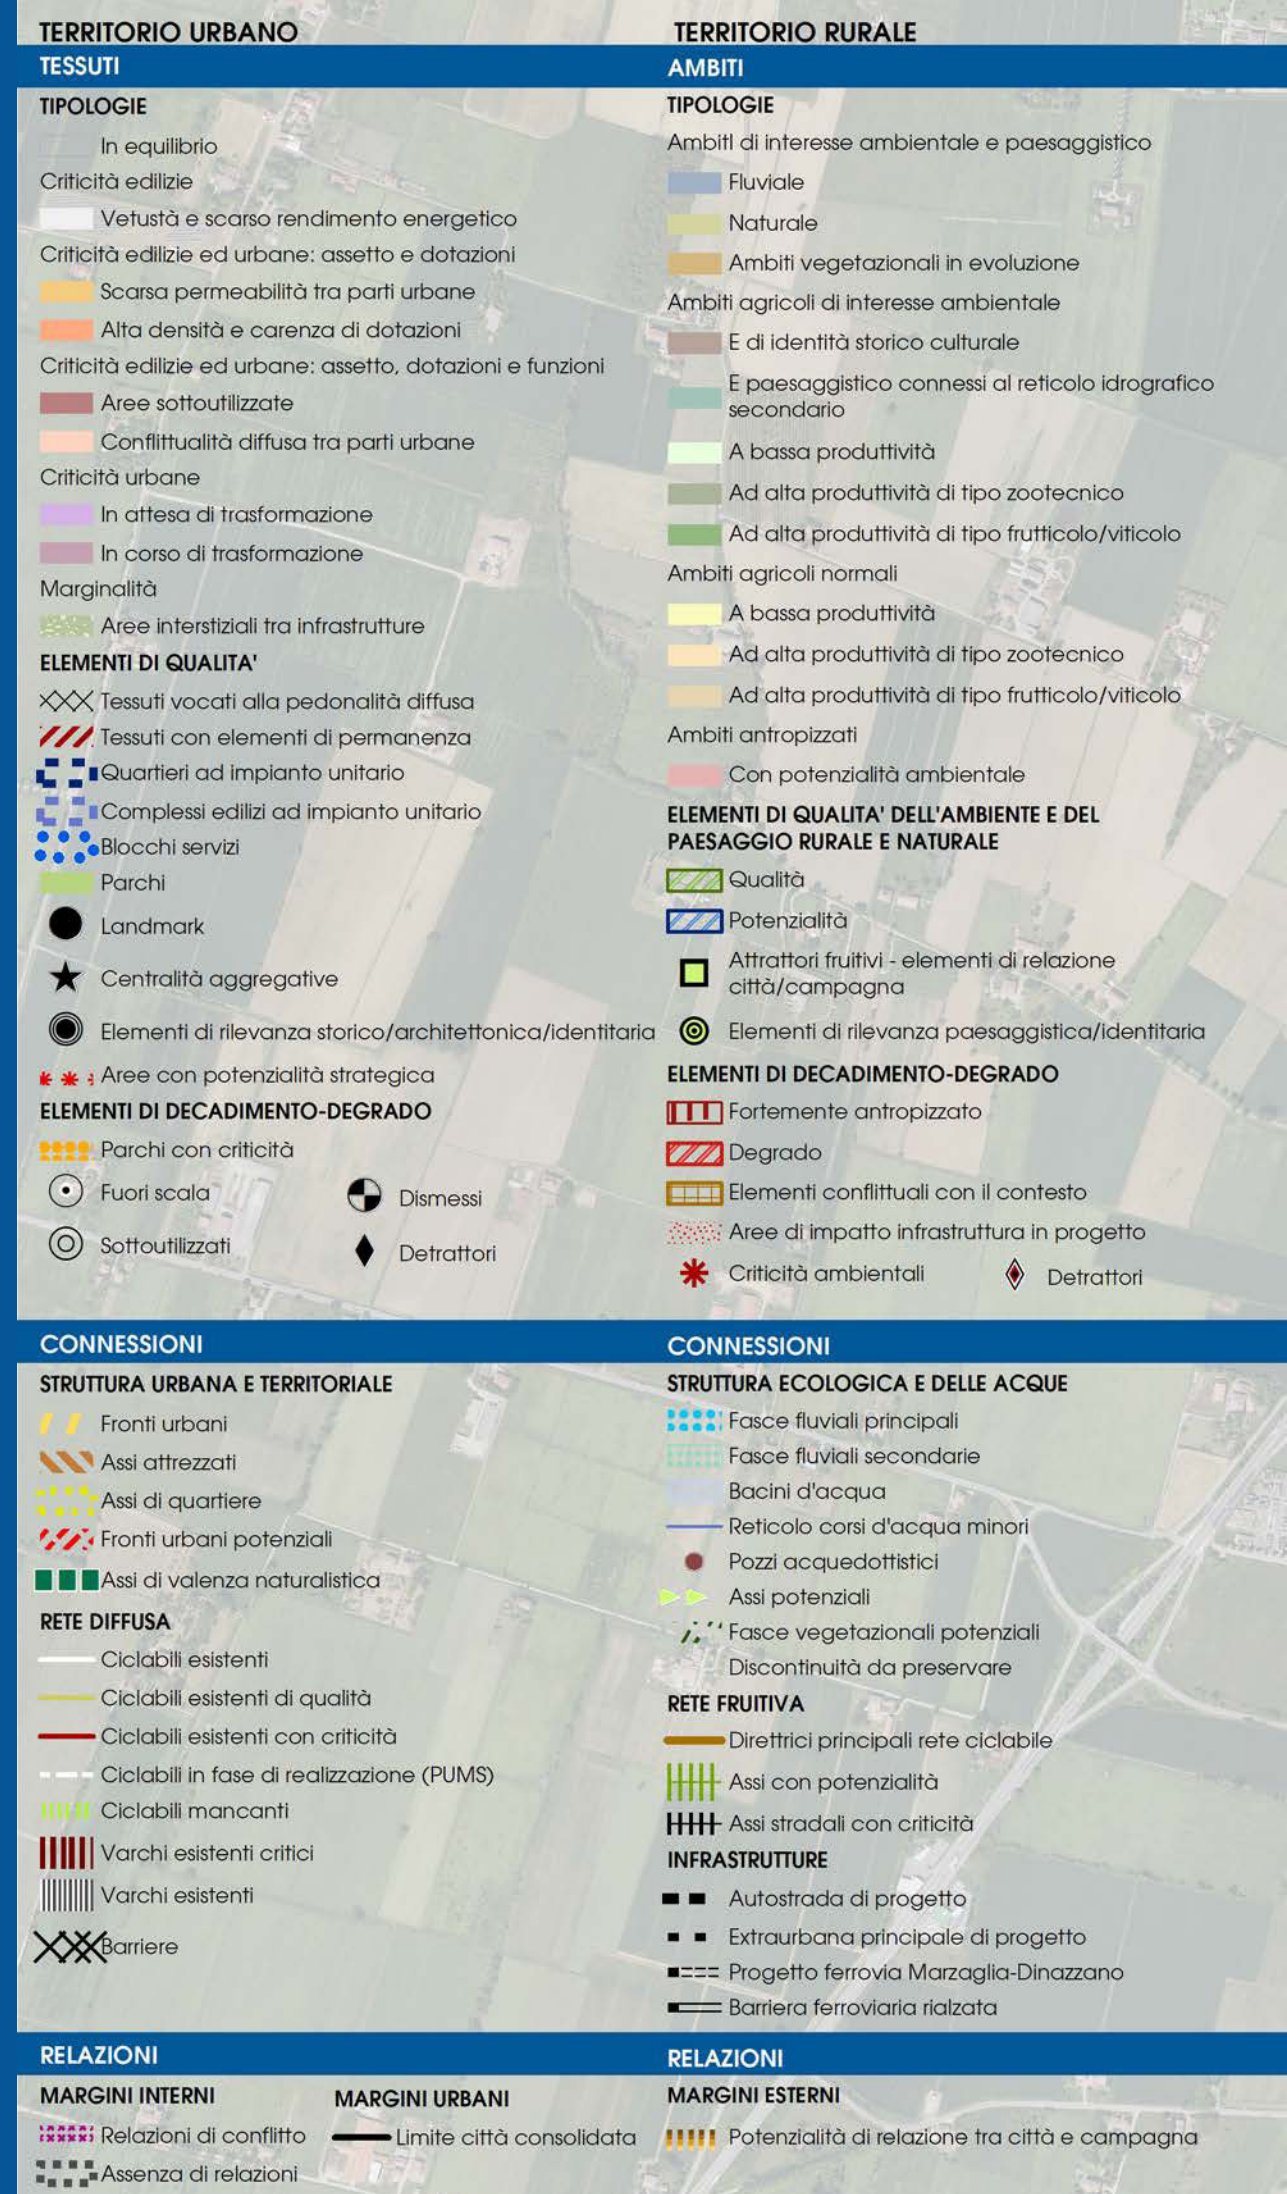 TERRITORIO URBANO
TESSUTI
TIPOLOGIE
In equilibrio
Criticità edilizie
Vetustà e scarso rendimento energetico
Criticità edilizie ed urbane: assetto e dotazioni
Scarsa permeabilità tra parti urbane
Alta densità e carenza di dotazioni
Criticità edilizie ed urbane: assetto, dotazioni e funzioni
Aree sottoutilizzate
Conflittualità diffusa tra parti urbane
Criticità urbane
In attesa di trasformazione
In corso di trasformazione
Marginalità
Aree interstiziali tra infrastrutture
ELEMENTI DI QUALITA'
Tessuti vocati alla pedonalità diffusa
Tessuti con elementi di permanenza
Quartieri ad impianto unitario
Complessi edilizi ad impianto unitario
Blocchi servizi
Parchi
Landmark
Centralità aggregative
Elementi di rilevanza storico/architettonica/identitaria
Aree con potenzialità strategica
ELEMENTI DI DECADIMENTO-DEGRADO
Parchi con criticità
Fuori scala
Dismessi
Sottoutilizzati
Detrattori
TERRITORIO RURALE
AMBITI
TIPOLOGIE
AmbitI di interesse ambientale e paesaggistico
Fluviale
Naturale
Ambiti vegetazionali in evoluzione
Ambiti agricoli di interesse ambientale
E di identità storico culturale
E paesaggistico connessi al reticolo idrografico
secondario
A bassa produttività
Ad alta produttività di tipo zootecnico
Ad alta produttività di tipo frutticolo/viticolo
Ambiti agricoli normali
A bassa produttività
Ad alta produttività di tipo zootecnico
Ad alta produttività di tipo frutticolo/viticolo
Ambiti antropizzati
Con potenzialità ambientale
ELEMENTI DI QUALITA' DELL'AMBIENTE E DEL
PAESAGGIO RURALE E NATURALE
Qualità
Potenzialità
Attrattori fruitivi - elementi di relazione
città/campagna
Elementi di rilevanza paesaggistica/identitaria
ELEMENTI DI DECADIMENTO-DEGRADO
Fortemente antropizzato
Degrado
Elementi conflittuali con il contesto
Aree di impatto infrastruttura in progetto
Criticità ambientali
Detrattori
CONNESSIONI
STRUTTURA URBANA E TERRITORIALE
Fronti urbani
Assi attrezzati
Assi di quartiere
Fronti urbani potenziali
Assi di valenza naturalistica
RETE DIFFUSA
Ciclabili esistenti
Ciclabili esistenti di qualità
Ciclabili esistenti con criticità
Ciclabili in fase di realizzazione (PUMS)
Ciclabili mancanti
Varchi esistenti critici
Varchi esistenti
Barriere
CONNESSIONI
STRUTTURA ECOLOGICA E DELLE ACQUE
Fasce fluviali principali
Fasce fluviali secondarie
Bacini d'acqua
Reticolo corsi d'acqua minori
Pozzi acquedottistici
Assi potenziali
Fasce vegetazionali potenziali
Discontinuità da preservare
RETE FRUITIVA
Direttrici principali rete ciclabile
Assi con potenzialità
Assi stradali con criticità
INFRASTRUTTURE
Autostrada di progetto
Extraurbana principale di progetto
Progetto ferrovia Marzaglia-Dinazzano
Barriera ferroviaria rialzata
RELAZIONI
MARGINI INTERNI
Relazioni di conflitto
Assenza di relazioni
MARGINI URBANI
Limite città consolidata
RELAZIONI
MARGINI ESTERNI
Potenzialità di relazione tra città e campagna